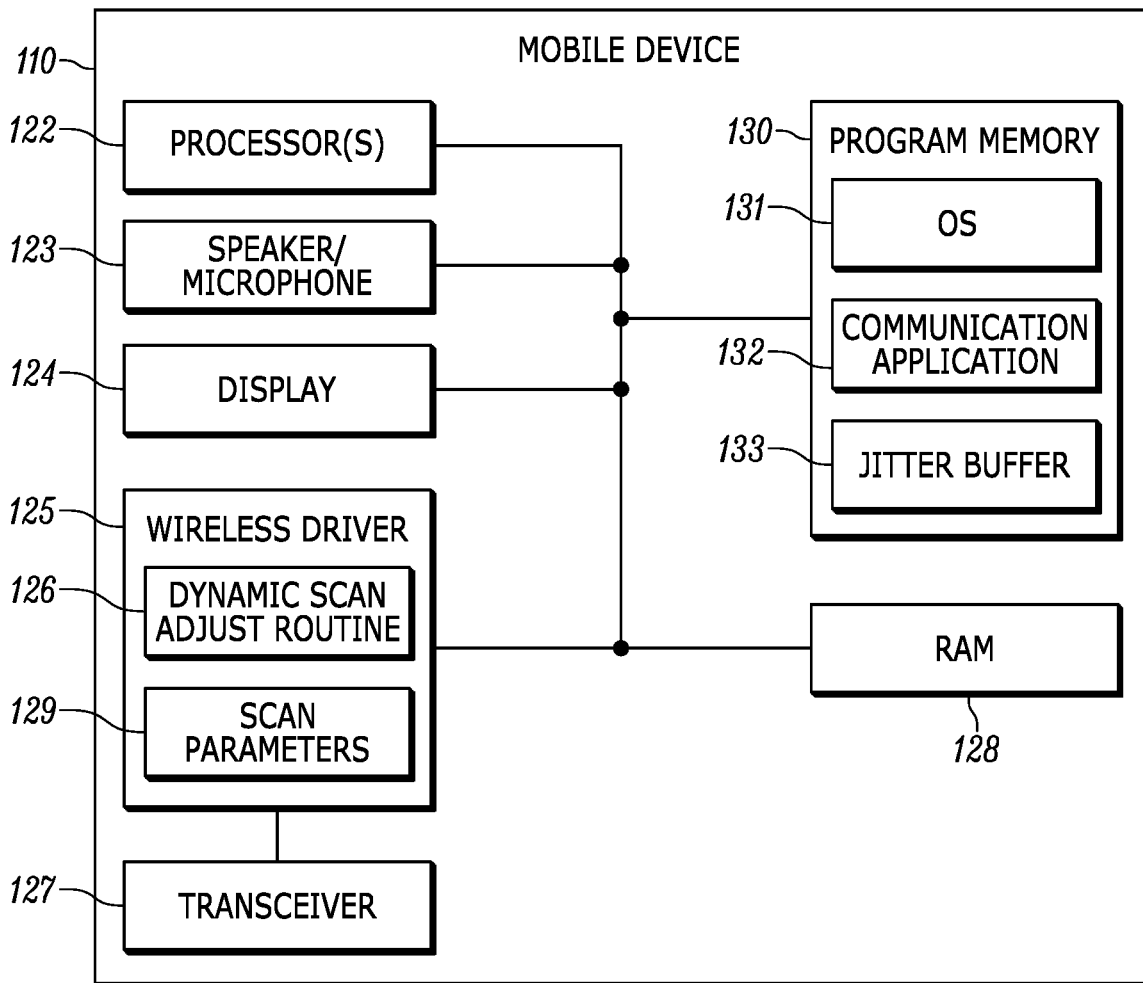 MOBILE DEVICE
110
122
PROCESSOR(S)
123
SPEAKER/
MICROPHONE
124
DISPLAY
125
WIRELESS DRIVER
126
DYNAMIC SCAN
ADJUST ROUTINE
129
SCAN
PARAMETERS
127
TRANSCEIVER
130
PROGRAM MEMORY
131
OS
132
COMMUNICATION
APPLICATION
133
JITTER BUFFER
RAM
128